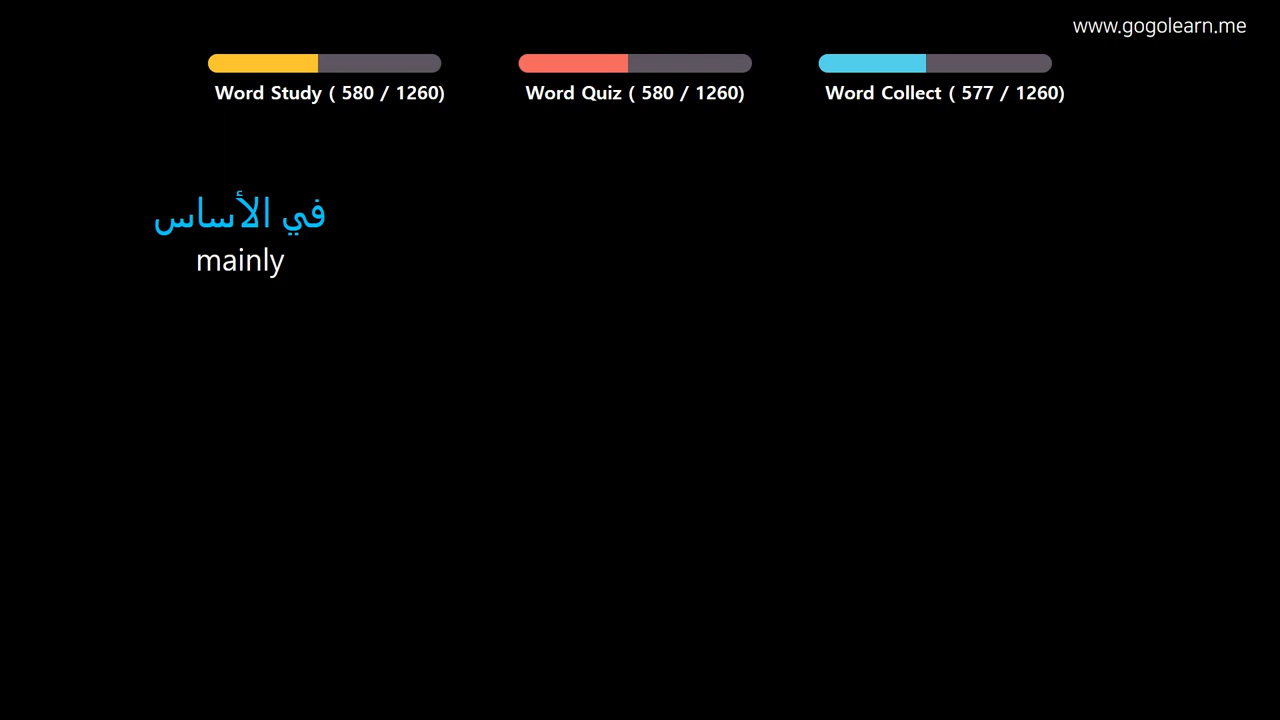 www.gogolearn.me
Word Study ( 580 / 1260)
Word Quiz ( 580 / 1260)
Word Collect ( 577 / 1260)
في الأساس
mainly